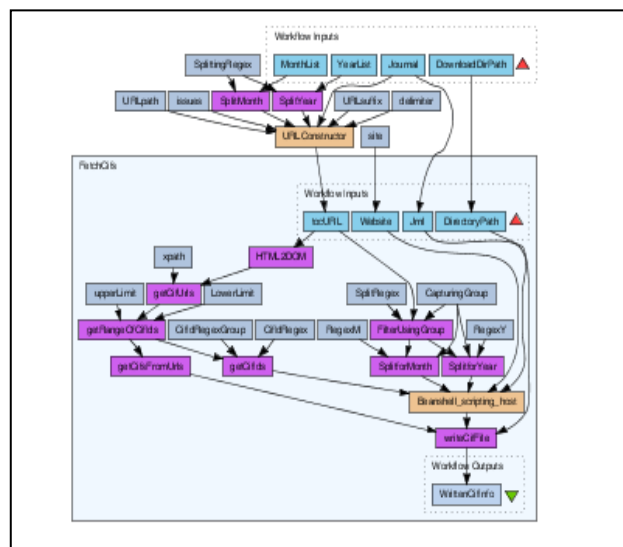 Workflow Inputs
SplittingRegex
MonthList
YearList
Journal
DownloadDirPath
URLpath
issues
SplitMonth
SplitYear
URLsuffix
delimiter
URLConstructor
site
FetchCifs
Workflow Inputs
tocURL
Website
Jrnl
DirectoryPath
xpath
HTML2DOM
upperLimit
getCifUrls
LowerLimit
SplitRegex
CapturingGroup
getRangeOfCifIds
CifIdRegexGroup
CifIdRegex
RegexM
FilterUsingGroup
RegexY
getCifsFromUrls
getCifIds
SplitforMonth
SplitforYear
Beanshell_scripting_host
writeCifFile
Workflow Outputs
WrittenCifInfo